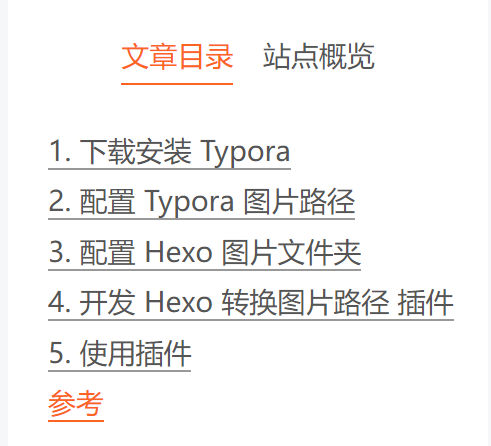 文章目录 站点概览
1. 下载安装 Typora
2. 配置 Typora 图片路径
3. 配置 Hexo 图片文件夹
4. 开发 Hexo 转换图片路径 插件
5. 使用插件
参考